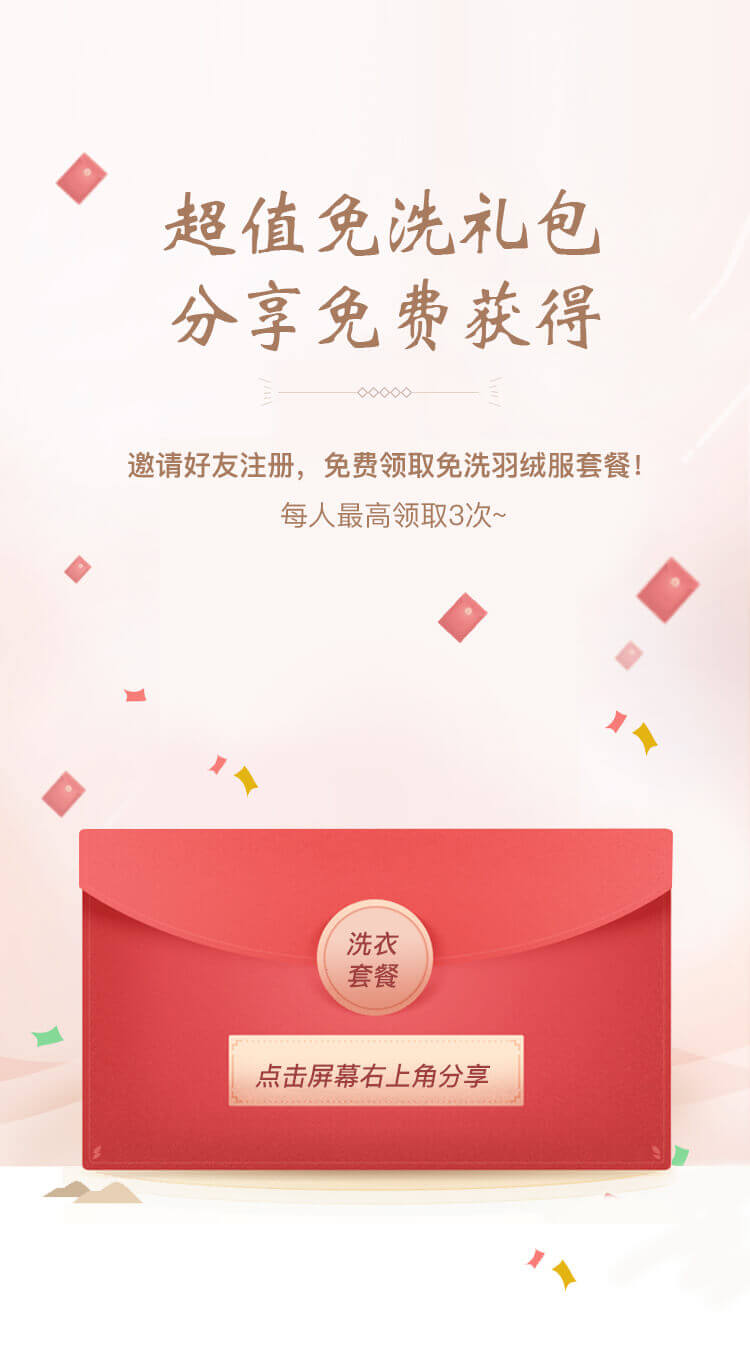 超值免洗礼包
分享免费获得
邀请好友注册，免费领取免洗羽绒服套餐！
每人最高领取3次~
洗衣
套餐
点击屏幕右上角分享